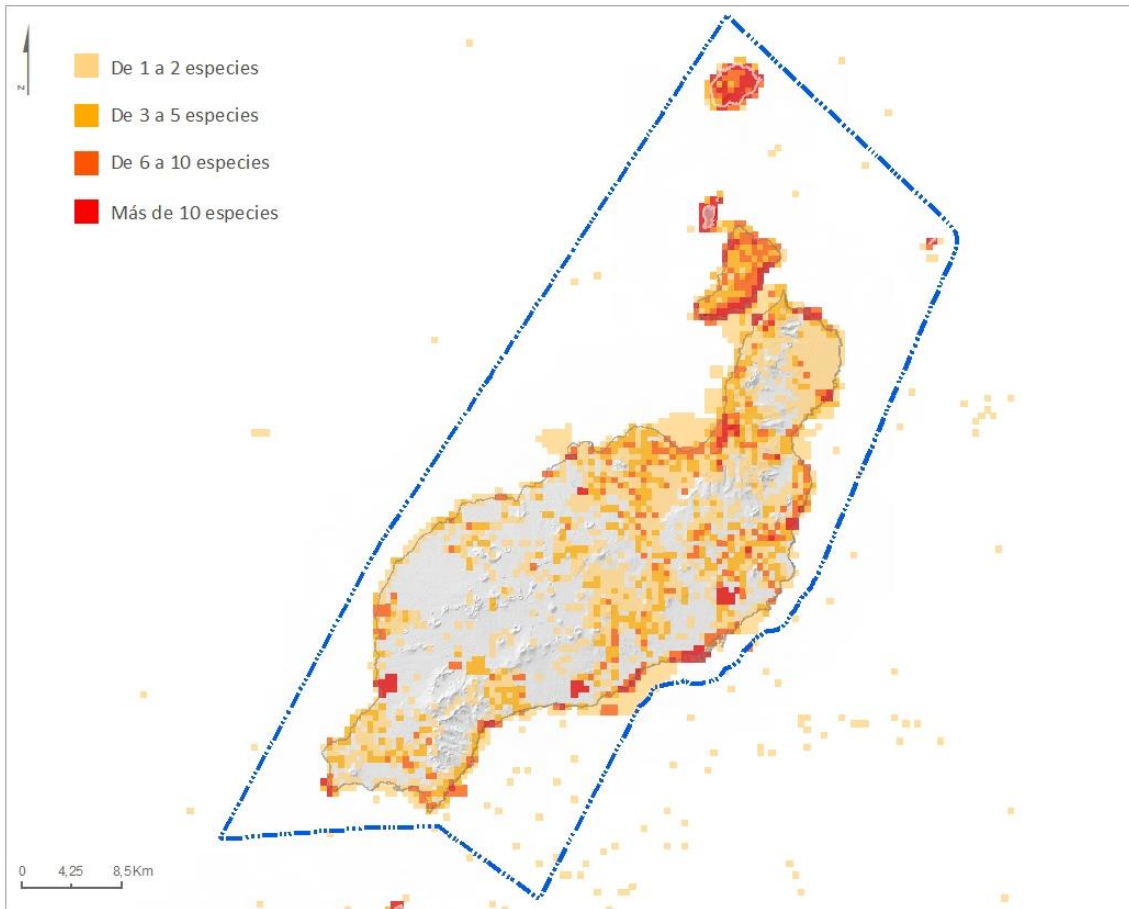 N
De 1 a 2 especies
De 3 a 5 especies
De 6 a 10 especies
Más de 10 especies
0 4,25 8,5Km